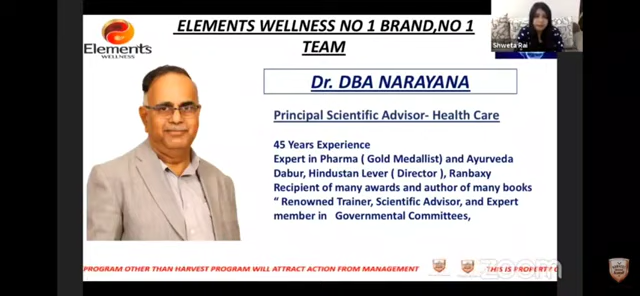 ELEMENTS WELLNESS NO 1 BRAND,NO 1
TEAM
Shweta Rai
Elements
WELLNESS
Dr. DBA NARAYANA
Principal Scientific Advisor- Health Care
45 Years Experience
Expert in Pharma ( Gold Medallist) and Ayurveda
Dabur, Hindustan Lever ( Director ), Ranbaxy
Recipient of many awards and author of many books
“ Renowned Trainer, Scientific Advisor, and Expert
member in Governmental Committees,
zoom
PROGRAM OTHER THAN HARVEST PROGRAM WILL ATTRACT ACTION FROM MANAGEMENT THIS IS PROPERTY O